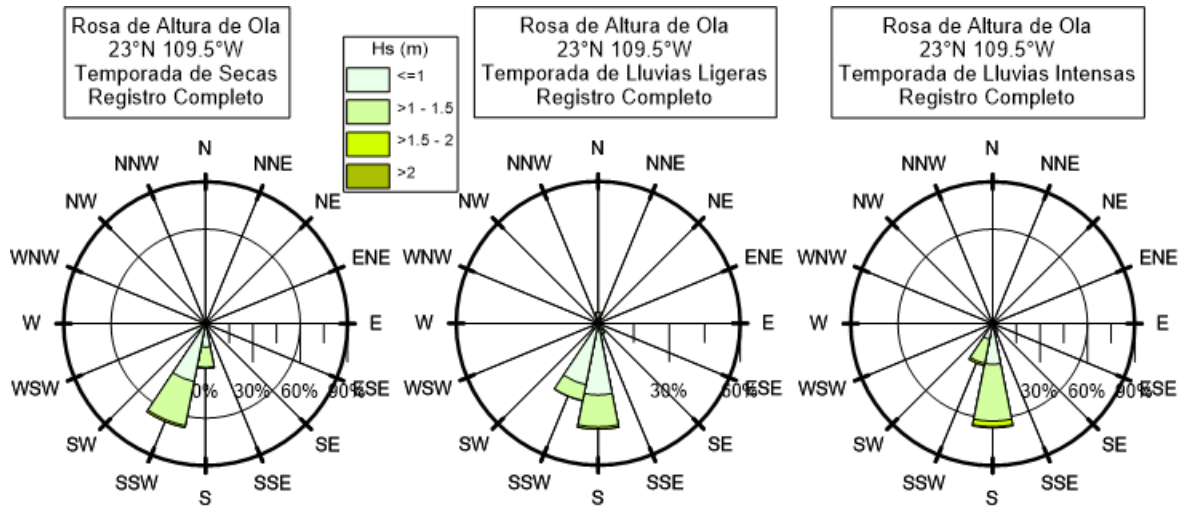 Rosa de Altura de Ola
23°N 109.5°W
Temporada de Secas
Registro Completo
Hs (m)
<=1
>1 - 1.5
>1.5 - 2
>2
Rosa de Altura de Ola
23°N 109.5°W
Temporada de Lluvias Ligeras
Registro Completo
Rosa de Altura de Ola
23°N 109.5°W
Temporada de Lluvias Intensas
Registro Completo
N
NNE
NE
ENE
E
ESE
SE
SSE
S
SSW
SW
WSW
W
WNW
NW
NNW
0% 30% 60% 90%
N
NNE
NE
ENE
E
ESE
SE
SSE
S
SSW
SW
WSW
W
WNW
NW
NNW
30% 60%
N
NNE
NE
ENE
E
ESE
SE
SSE
S
SSW
SW
WSW
W
WNW
NW
NNW
30% 60% 90%